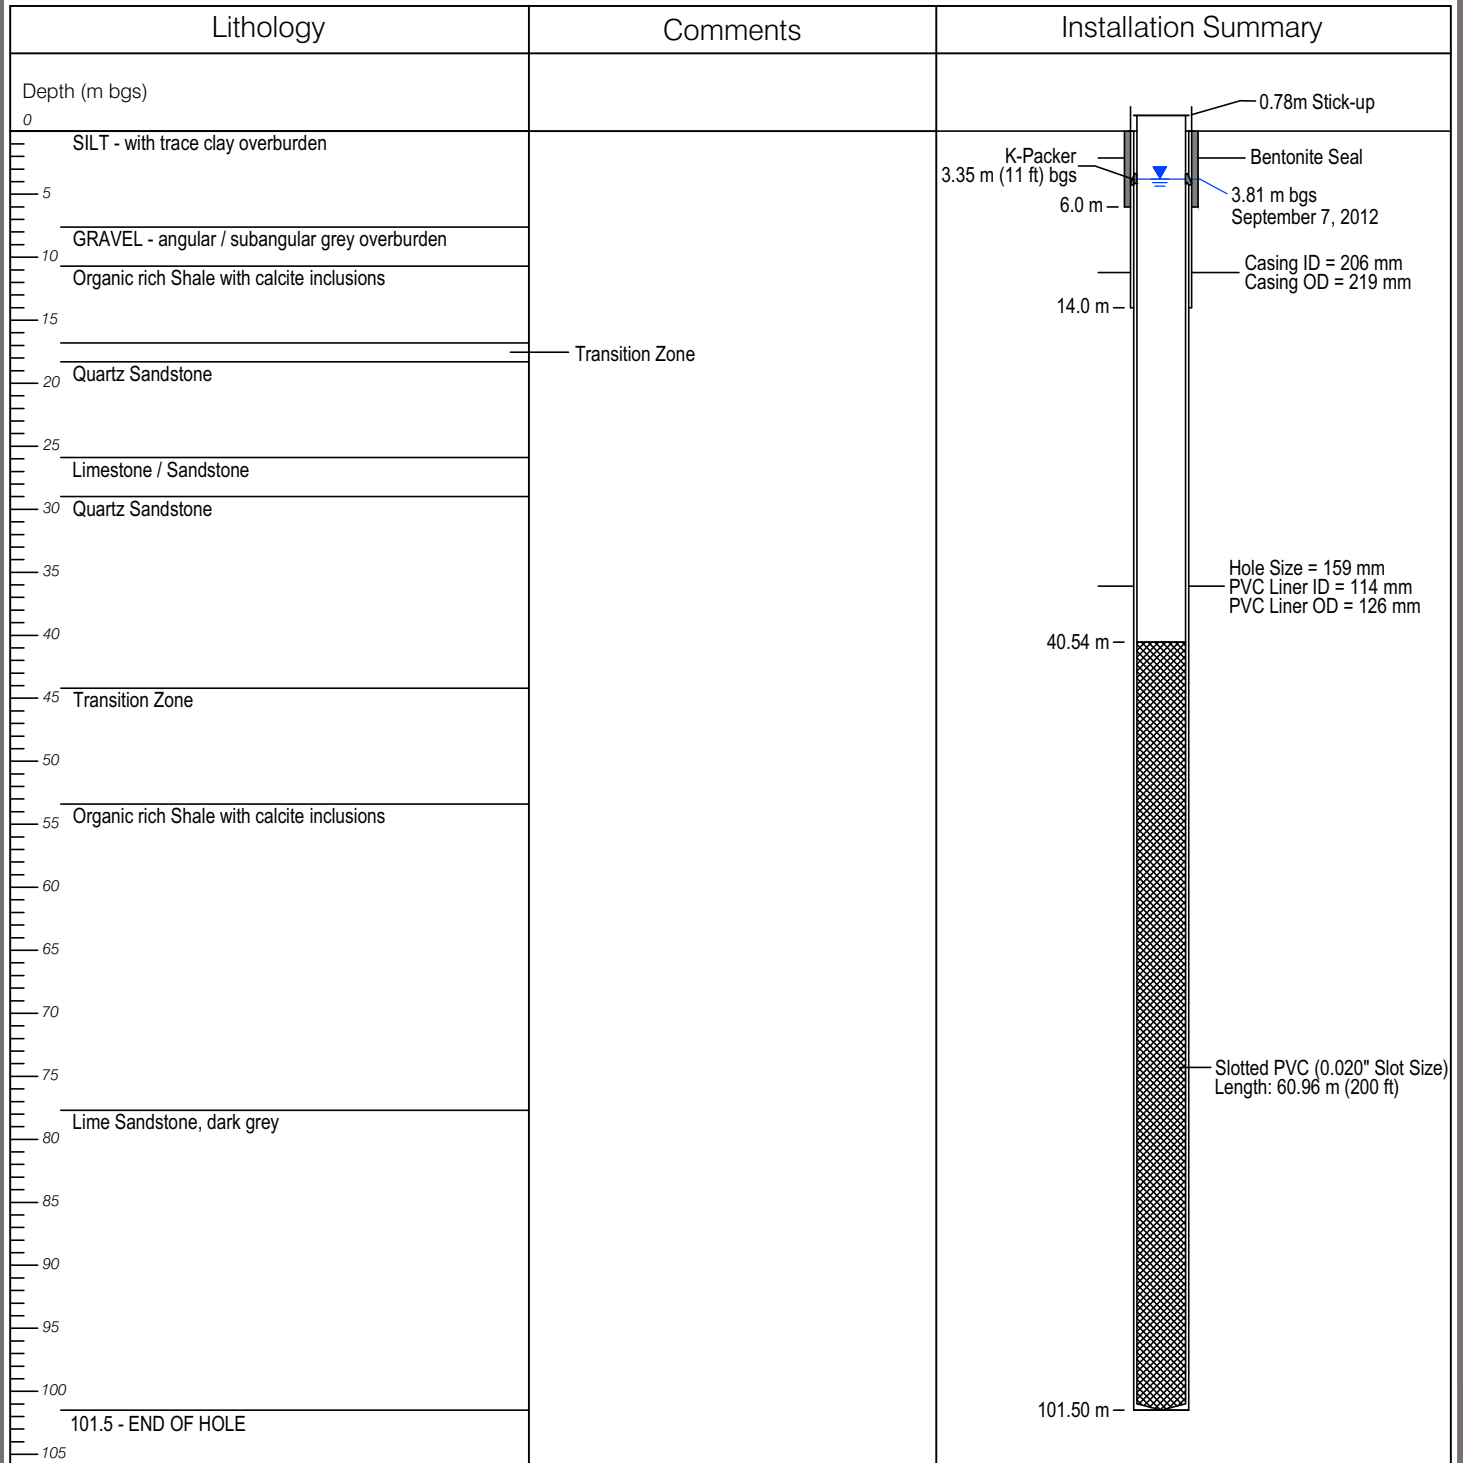 Lithology
Comments
Installation Summary
Depth (m bgs)
0
SILT - with trace clay overburden
5
GRAVEL - angular / subangular grey overburden
10
Organic rich Shale with calcite inclusions
15
Transition Zone
20
Quartz Sandstone
25
Limestone / Sandstone
30
Quartz Sandstone
35
40
45
Transition Zone
50
Organic rich Shale with calcite inclusions
55
60
65
70
75
Lime Sandstone, dark grey
80
85
90
95
100
101.5 - END OF HOLE
105
0.78m Stick-up
K-Packer
3.35 m (11 ft) bgs
Bentonite Seal
6.0 m
3.81 m bgs
September 7, 2012
Casing ID = 206 mm
Casing OD = 219 mm
14.0 m
Hole Size = 159 mm
PVC Liner ID = 114 mm
PVC Liner OD = 126 mm
40.54 m
Slotted PVC (0.020" Slot Size)
Length: 60.96 m (200 ft)
101.50 m